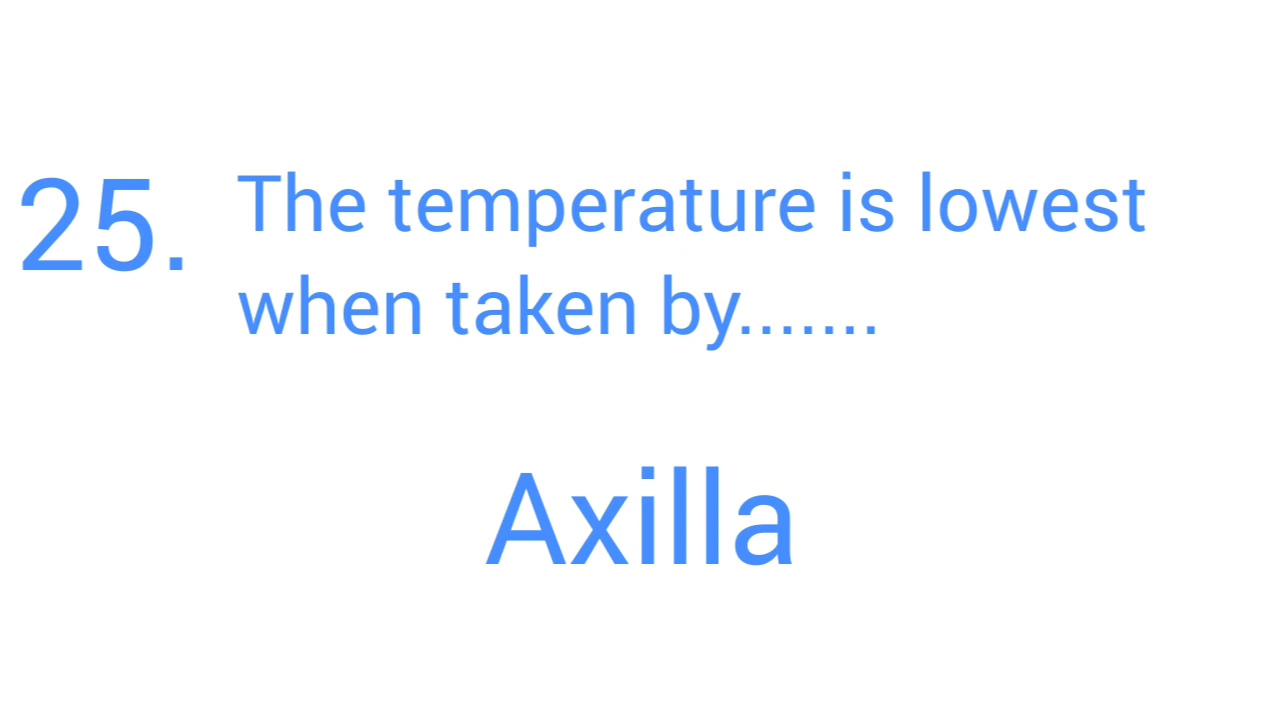 25. The temperature is lowest
when taken by.......
Axilla